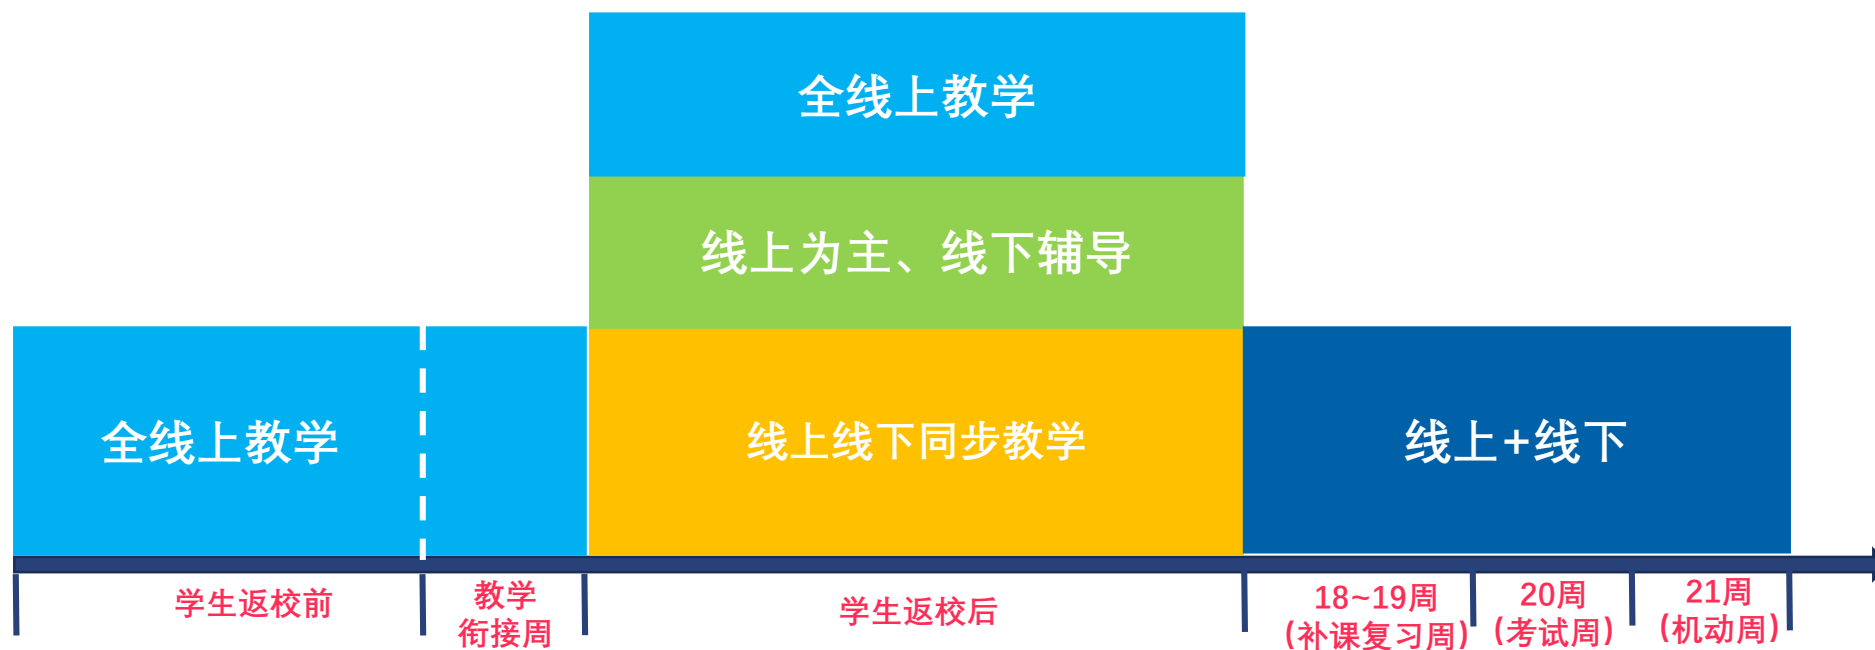 全线上教学
线上为主、线下辅导
全线上教学
线上线下同步教学
线上+线下
学生返校前
教学
衔接周
学生返校后
18~19周
(补课复习周)
20周
(考试周)
21周
(机动周)